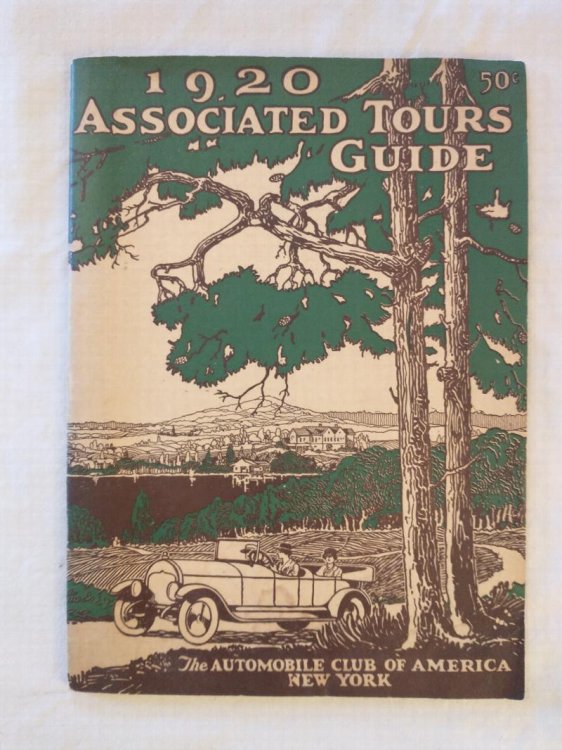 1920
50¢
ASSOCIATED TOURS
GUIDE
The AUTOMOBILE CLUB OF AMERICA
NEW YORK